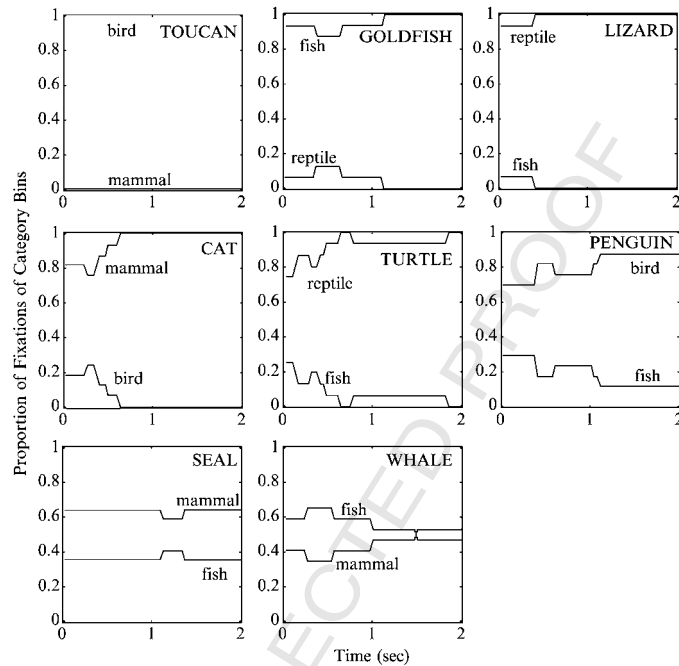 Proportion of Fixations of Category Bins
1
0.8
0.6
0.4
0.2
0
bird
TOUCAN
mammal
0
1
2
1
0.8
0.6
0.4
0.2
0
fish
GOLDFISH
reptile
0
1
2
1
0.8
0.6
0.4
0.2
0
reptile
LIZARD
fish
0
1
2
1
0.8
0.6
0.4
0.2
0
CAT
mammal
bird
0
1
2
1
0.8
0.6
0.4
0.2
0
TURTLE
reptile
fish
0
1
2
1
0.8
0.6
0.4
0.2
0
PENGUIN
bird
fish
0
1
2
1
0.8
0.6
0.4
0.2
0
SEAL
mammal
fish
0
1
2
1
0.8
0.6
0.4
0.2
0
WHALE
fish
mammal
0
1
2
Time (sec)
ECTED PROOF